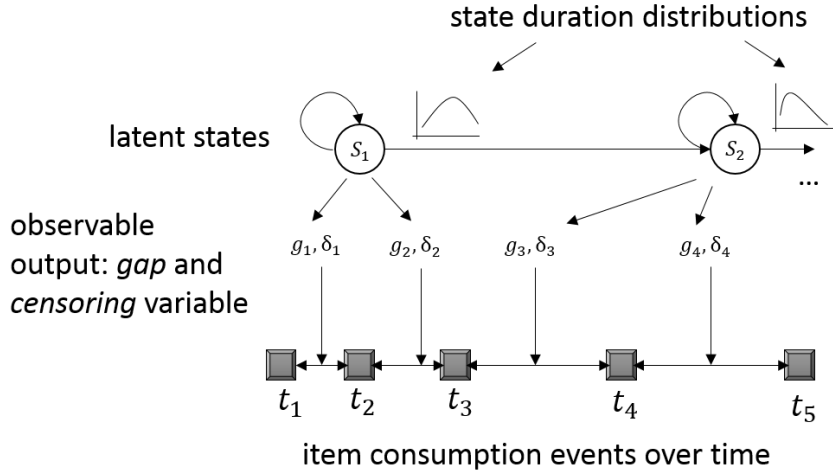 state duration distributions
latent states
S₁
S₂
...
observable
output: gap and
censoring variable
g₁, δ₁
g₂, δ₂
g₃, δ₃
g₄, δ₄
t₁
t₂
t₃
t₄
t₅
item consumption events over time